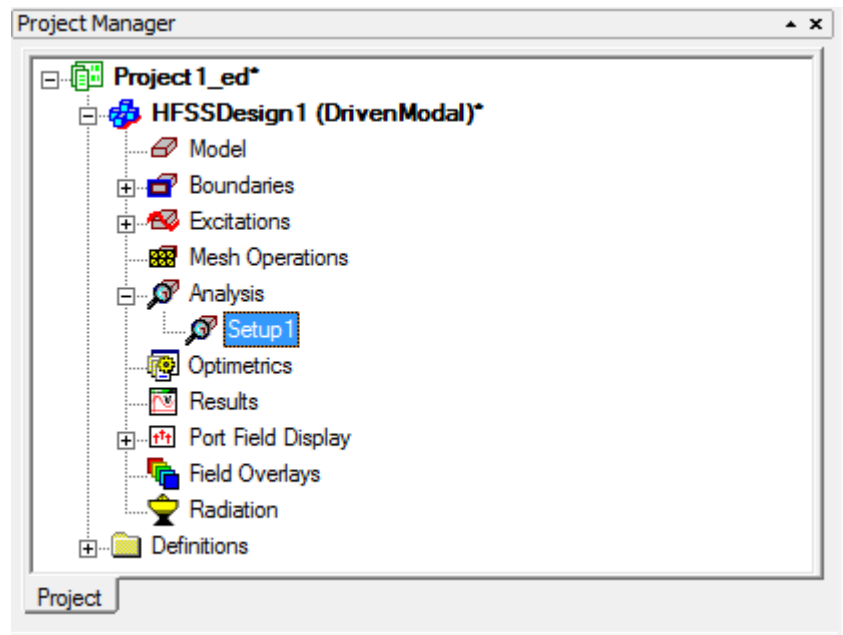 Project Manager
Project1_ed*
HFSSDesign1 (DrivenModal)*
Model
Boundaries
Excitations
Mesh Operations
Analysis
Setup1
Optimetrics
Results
Port Field Display
Field Overlays
Radiation
Definitions
Project